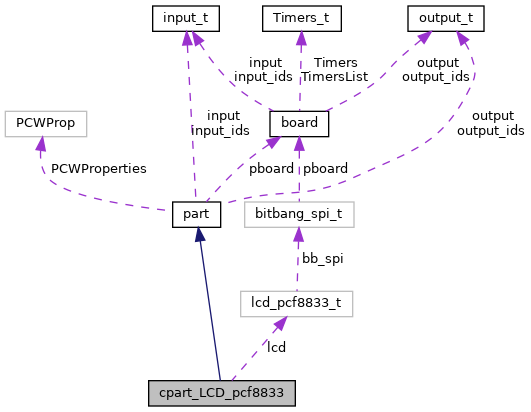 input_t
Timers_t
output_t
input
input_ids
Timers
TimersList
output
output_ids
PCWProp
input
input_ids
board
output
output_ids
PCWProperties
pboard
pboard
part
bitbang_spi_t
bb_spi
lcd_pcf8833_t
lcd
cpart_LCD_pcf8833